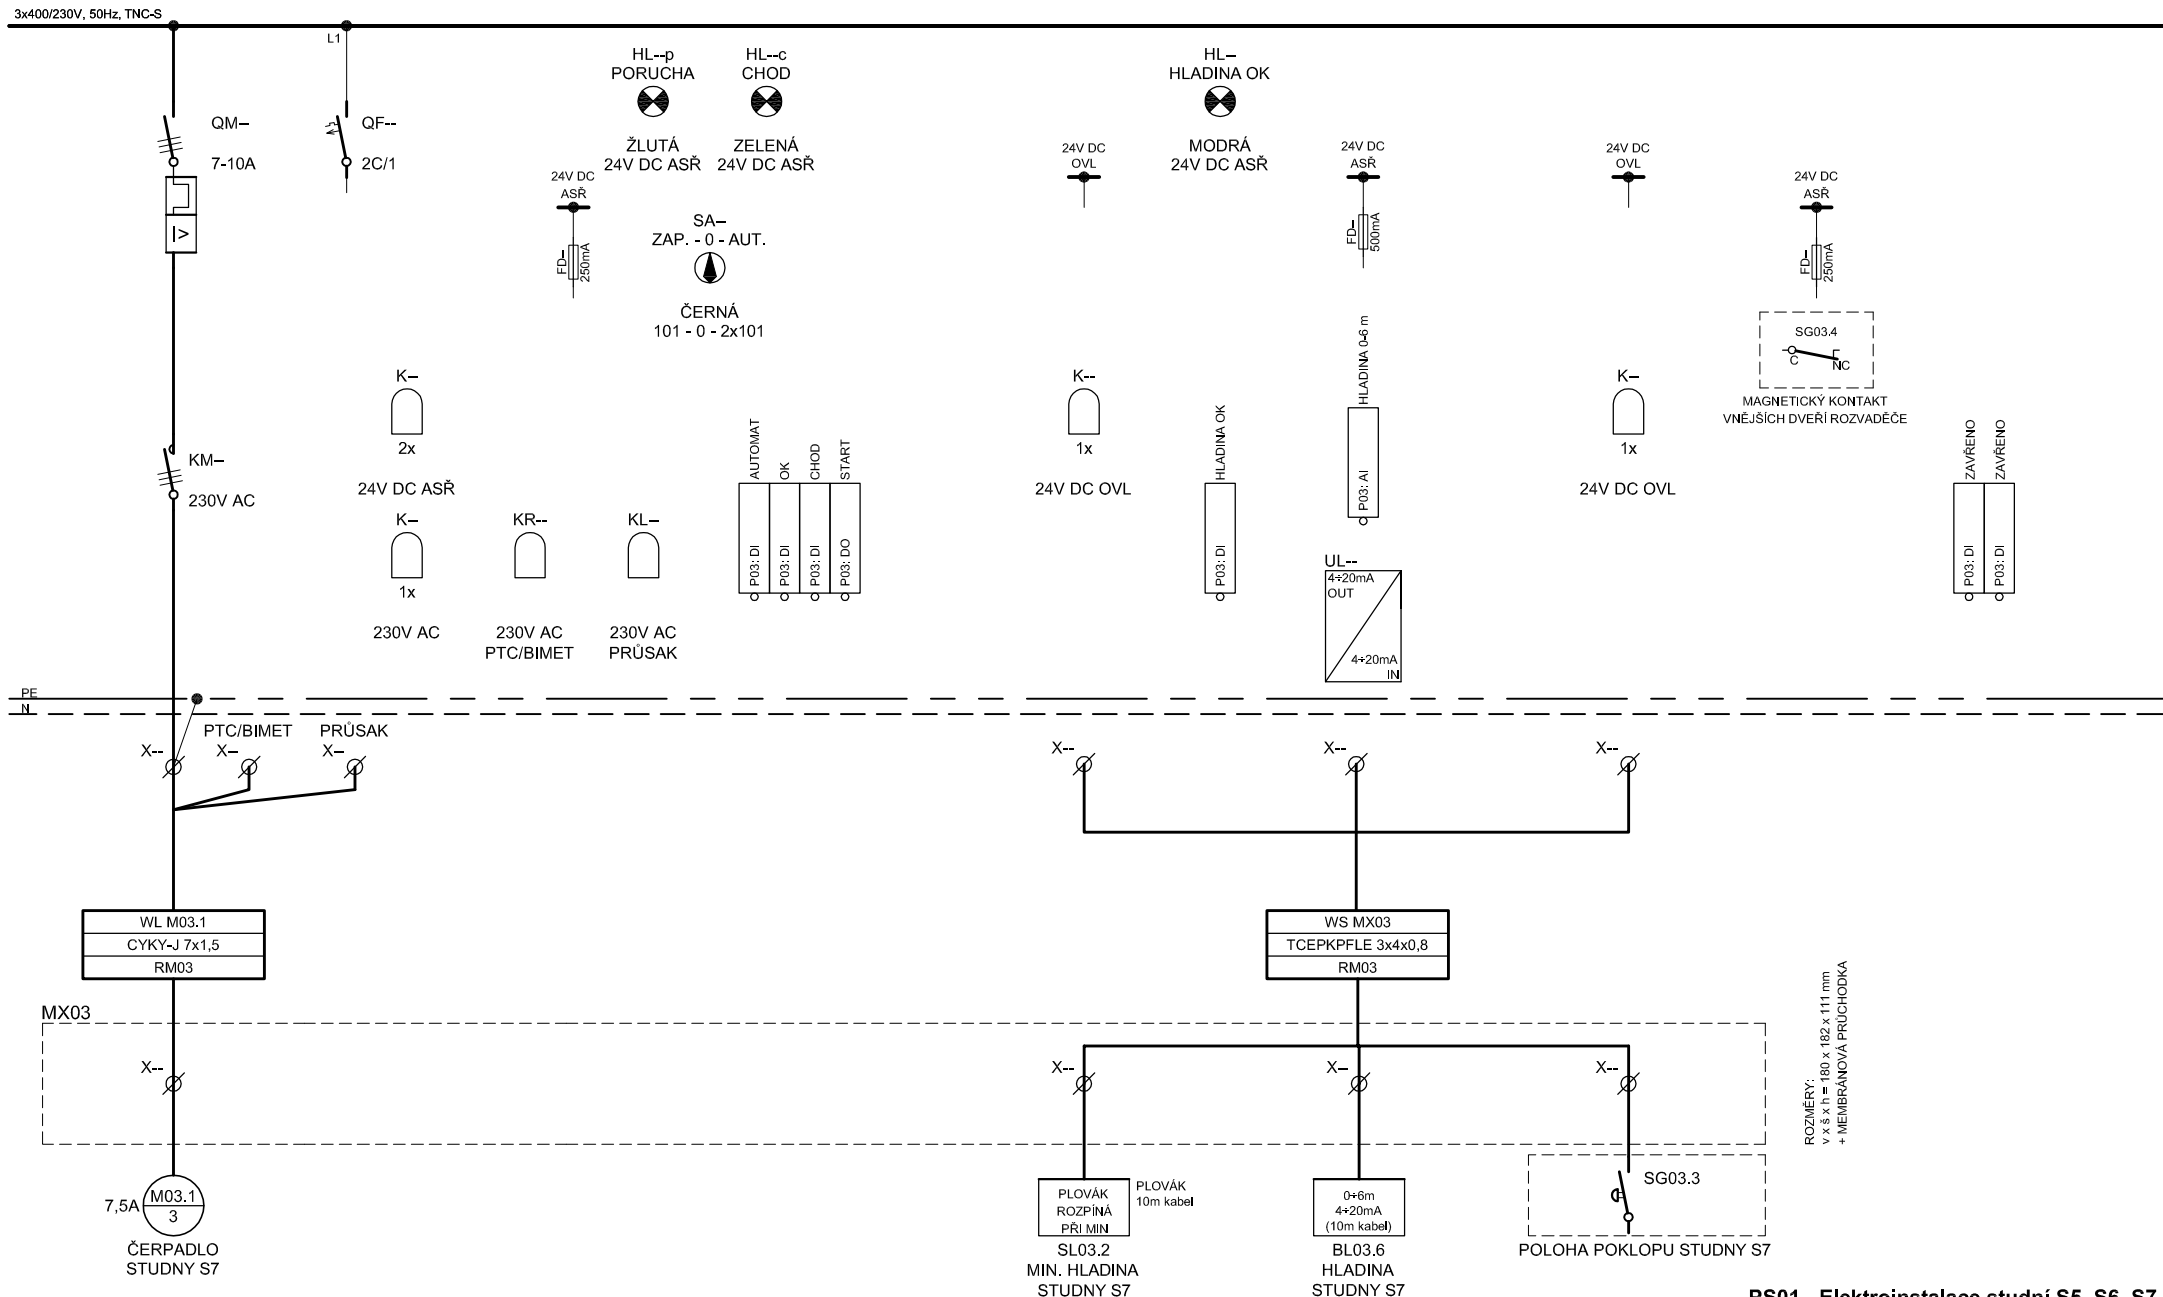 3x400/230V, 50Hz, TNC-S
L1
QM–
7-10A
I>
QF--
2C/1
HL--p
PORUCHA
ŽLUTÁ
24V DC ASŘ
HL--c
CHOD
ZELENÁ
24V DC ASŘ
HL–
HLADINA OK
MODRÁ
24V DC ASŘ
24V DC
ASŘ
FD–
250mA
SA–
ZAP. - 0 - AUT.
ČERNÁ
101 - 0 - 2x101
24V DC
OVL
24V DC
ASŘ
FD–
500mA
24V DC
OVL
24V DC
ASŘ
FD–
250mA
SG03.4
C
NC
MAGNETICKÝ KONTAKT
VNĚJŠÍCH DVEŘÍ ROZVADĚČE
KM–
230V AC
K–
2x
24V DC ASŘ
K–
1x
230V AC
KR--
230V AC
PTC/BIMET
KL–
230V AC
PRŮSAK
AUTOMAT
P03: DI
OK
P03: DI
CHOD
P03: DI
START
P03: DO
K--
1x
24V DC OVL
HLADINA OK
P03: DI
HLADINA 0-6 m
P03: AI
UL--
4÷20mA
OUT
4÷20mA
IN
K–
1x
24V DC OVL
ZAVŘENO
P03: DI
ZAVŘENO
P03: DI
PE
N
X--
PTC/BIMET
X–
PRŮSAK
X–
X--
X--
X--
WL M03.1
CYKY-J 7x1,5
RM03
WS MX03
TCEPKPFLE 3x4x0,8
RM03
MX03
X--
X--
X–
X--
ROZMĚRY:
v x š x h = 180 x 182 x 111 mm
+ MEMBRÁNOVÁ PRŮCHODKA
7,5A
M03.1
3
ČERPADLO
STUDNY S7
PLOVÁK
ROZPÍNÁ
PŘI MIN
PLOVÁK
10m kabel
SL03.2
MIN. HLADINA
STUDNY S7
0÷6m
4÷20mA
(10m kabel)
BL03.6
HLADINA
STUDNY S7
SG03.3
POLOHA POKLOPU STUDNY S7
PS01 - Elektroinstalace studní S5, S6, S7